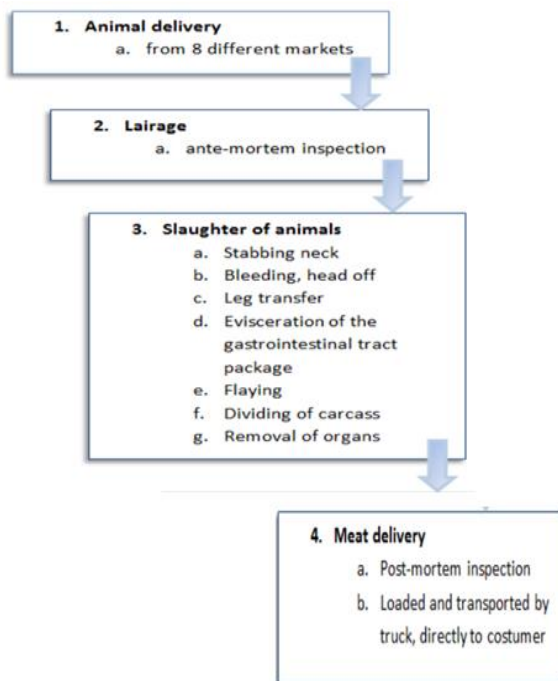 1. Animal delivery
a. from 8 different markets
2. Lairage
a. ante-mortem inspection
3. Slaughter of animals
a. Stabbing neck
b. Bleeding, head off
c. Leg transfer
d. Evisceration of the
gastrointestinal tract
package
e. Flaying
f. Dividing of carcass
g. Removal of organs
4. Meat delivery
a. Post-mortem inspection
b. Loaded and transported by
truck, directly to costumer